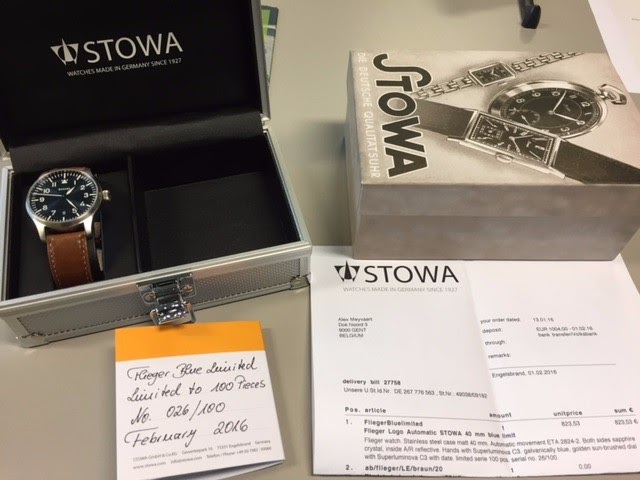 STOWA
WATCHES MADE IN GERMANY SINCE 1927
STOWA
DIE DEUTSCHE QUALITÄTSUHR
Flieger Blue Limited
Limited to 100 Pieces
No. 026/100
February 2016
STOWA GMBH & Co.KG
STOWA
WATCHES MADE IN GERMANY SINCE 1927
Alex Meyvaert
Dok Noord 3
9000 GENT
BELGIUM
your order dated. 13.01.16
deposit: EUR 1004,00 -01.02.16
through: bank transfer/Volksbank
remarks:
Engelsbrand, 01.02.2016
delivery bill 27758
Unsere U.St.Id.Nr. DE 267 776 563 , St.Nr.: 49038/09192
Pos. article amount unitprice sum €
1 . FliegerBluelimited 1 823,53 823,53 €
Flieger Logo Automatic STOWA 40 mm blue limit
Flieger watch. Stainless steel case matt 40 mm. Automatic movement ETA 2824-2. Both sides sapphire
crystal, inside A/R reflective. Hands with Superluminova C3, galvanically blue, golden sun-brushed dial
with Superluminova C3 with date. limited serie 100 pcs. serial no. 26/100.
2 . ab/flieger/LE/braun/20 1 0,00